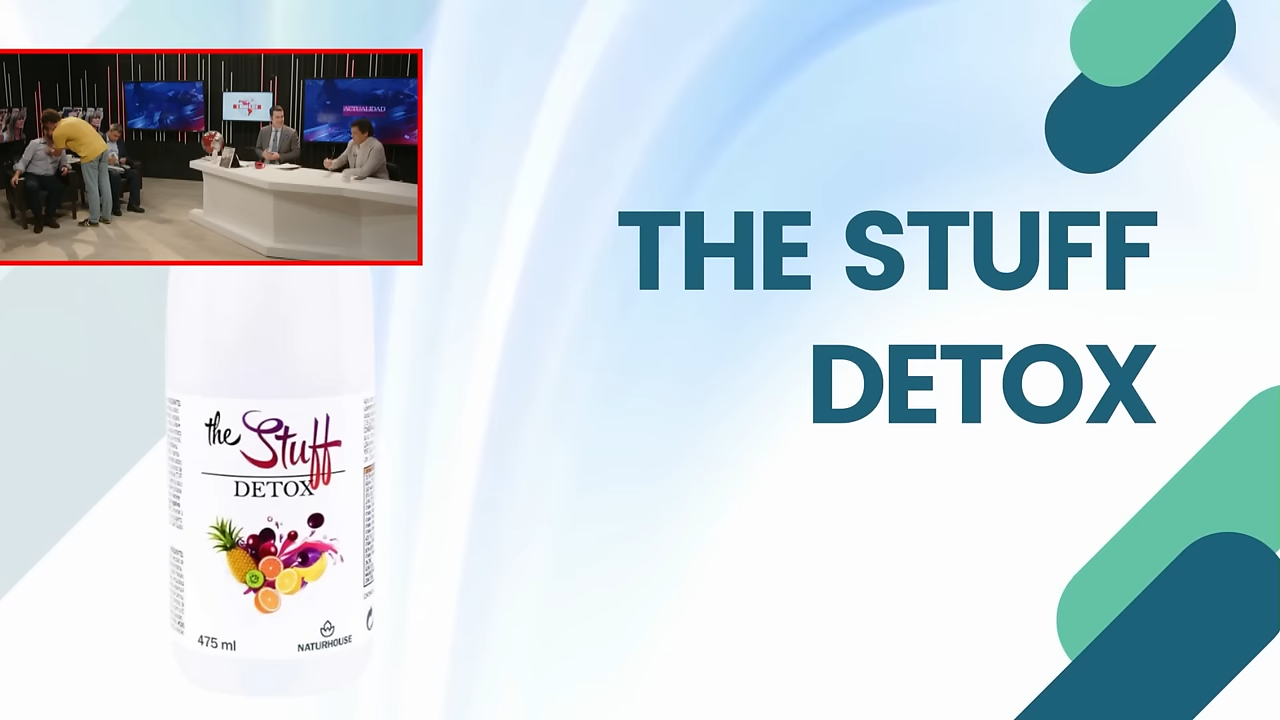 ACTUALIDAD
THE STUFF
DETOX
the Stuff
DETOX
475 ml
NATURHOUSE